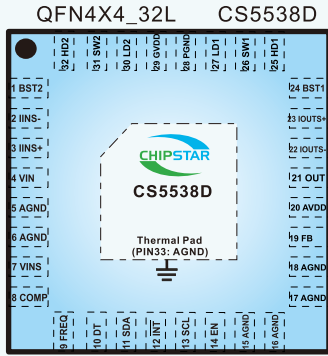 QFN4X4_32L CS5538D
32 HD2
31 SW2
30 LD2
29 GVDD
28 PGND
27 LD1
26 SW1
25 HD1
1 BST2
2 IINS-
3 IINS+
4 VIN
5 AGND
6 AGND
7 VINS
8 COMP
24 BST1
23 IOUTS+
22 IOUTS-
21 OUT
20 AVDD
19 FB
18 AGND
17 AGND
CHIPSTAR
CS5538D
Thermal Pad
(PIN33: AGND)
9 FREQ
10 DT
11 SDA
12 INT
13 SCL
14 EN
15 AGND
16 AGND